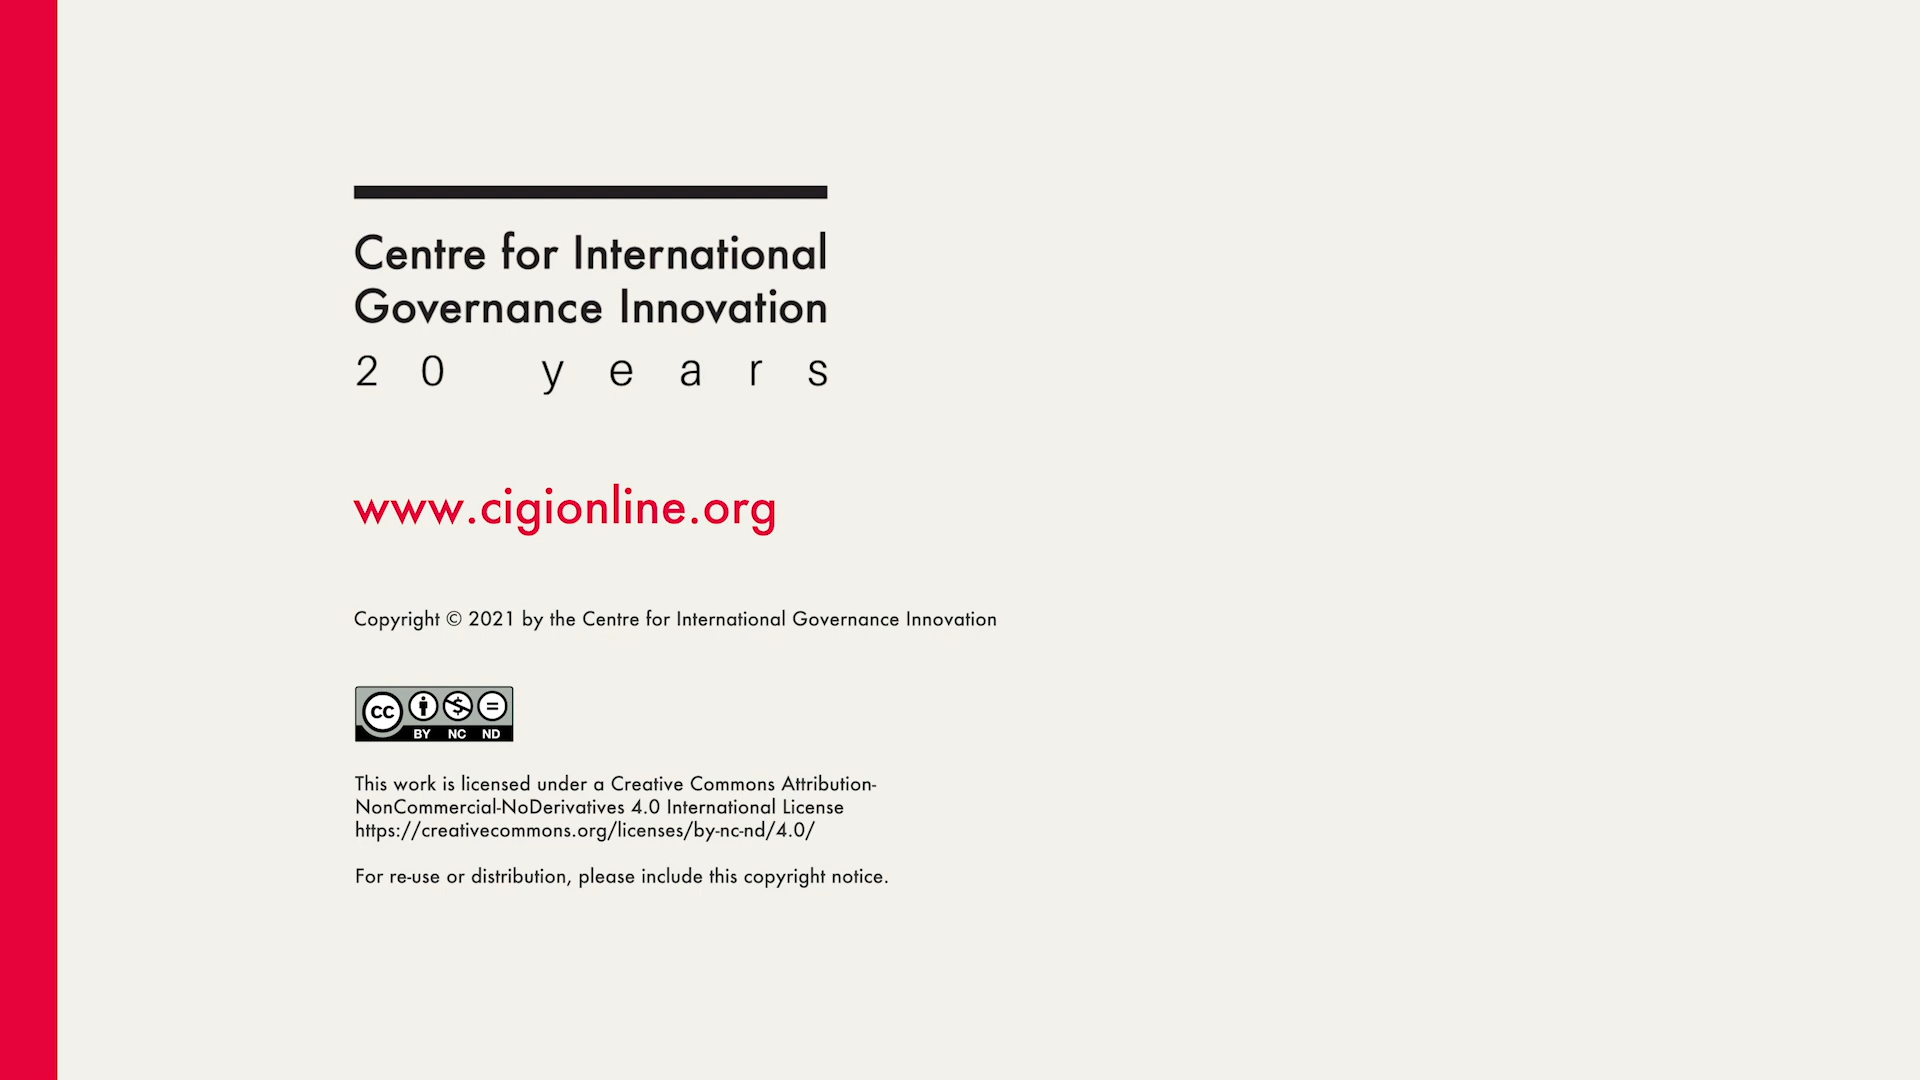 Centre for International
Governance Innovation
20 years
www.cigionline.org
Copyright © 2021 by the Centre for International Governance Innovation
cc
BY NC ND
This work is licensed under a Creative Commons Attribution-
NonCommercial-NoDerivatives 4.0 International License
https://creativecommons.org/licenses/by-nc-nd/4.0/
For re-use or distribution, please include this copyright notice.